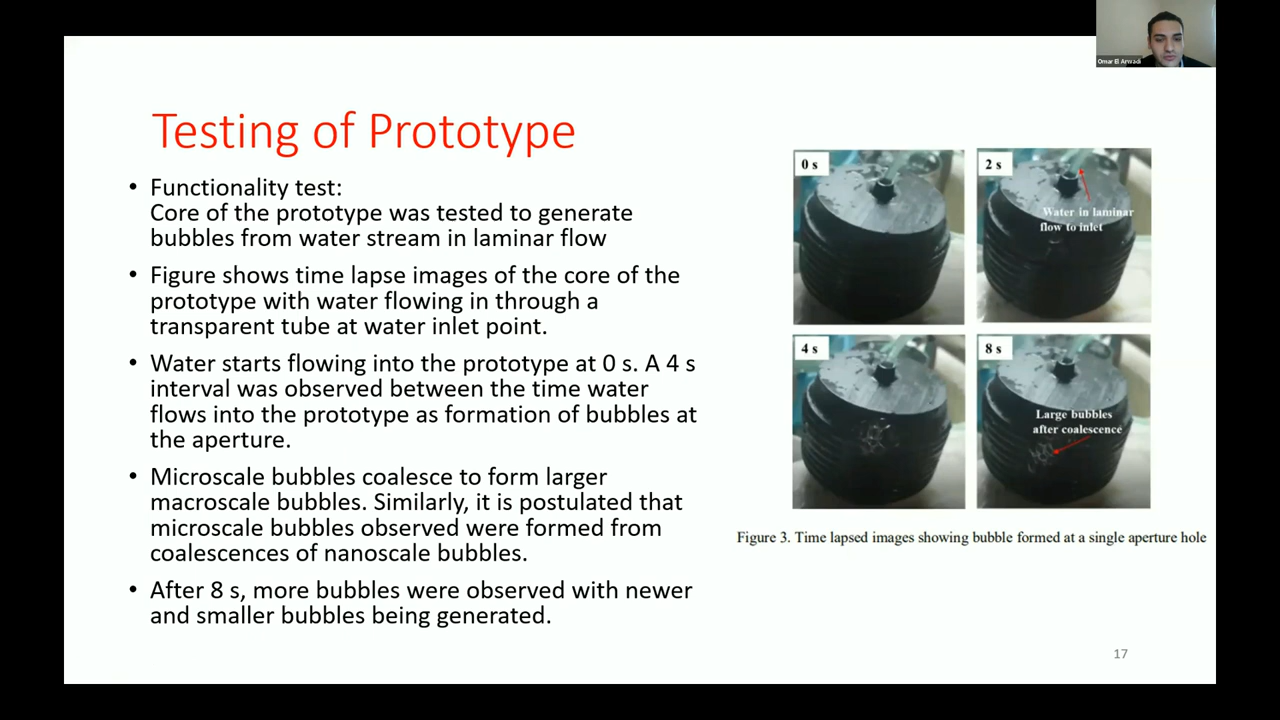 Omar El Armadi
Testing of Prototype
• Functionality test:
Core of the prototype was tested to generate
bubbles from water stream in laminar flow
• Figure shows time lapse images of the core of the
prototype with water flowing in through a
transparent tube at water inlet point.
• Water starts flowing into the prototype at 0 s. A 4 s
interval was observed between the time water
flows into the prototype as formation of bubbles at
the aperture.
• Microscale bubbles coalesce to form larger
macroscale bubbles. Similarly, it is postulated that
microscale bubbles observed were formed from
coalescences of nanoscale bubbles.
• After 8 s, more bubbles were observed with newer
and smaller bubbles being generated.
0 s
2 s
Water in laminar
flow to inlet
4 s
8 s
Large bubbles
after coalescence
Figure 3. Time lapsed images showing bubble formed at a single aperture hole
17